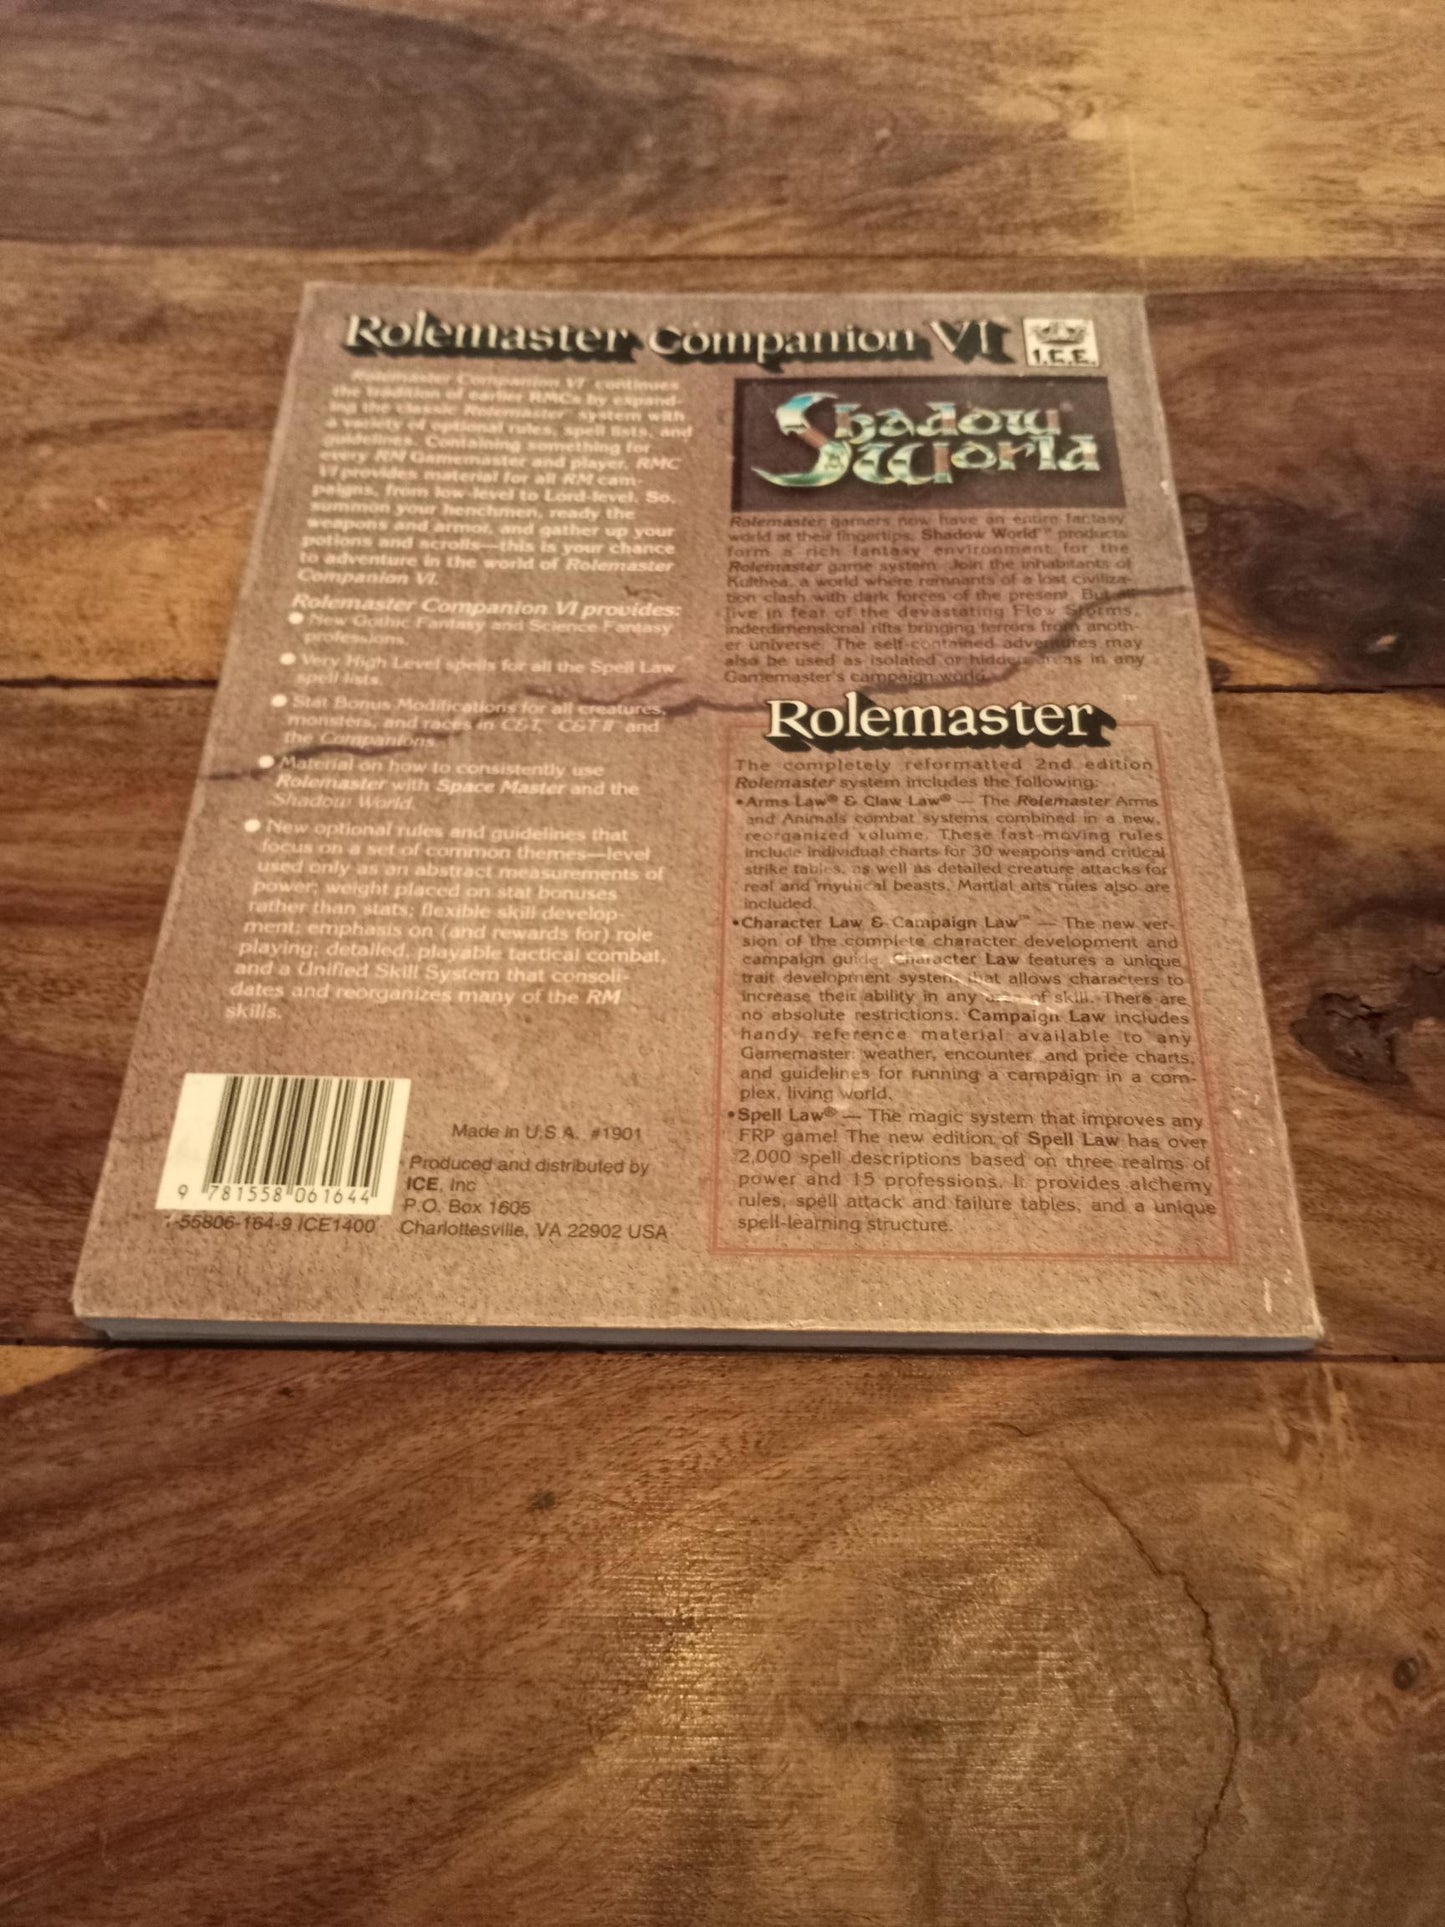 Rolemaster Companion VI
I.C.E.
Rolemaster Companion VI continues
the tradition of earlier RMCs by expand-
ing the classic Rolemaster system with
a variety of optional rules, spell lists, and
guidelines. Containing something for
every RM Gamemaster and player, RMC
VI provides material for all RM cam-
paigns, from low-level to Lord-level. So,
summon your henchmen, ready the
weapons and armor, and gather up your
potions and scrolls—this is your chance
to adventure in the world of Rolemaster
Companion VI.
Rolemaster Companion VI provides:
● New Gothic Fantasy and Science Fantasy
professions.
● Very High Level spells for all the Spell Law
spell lists.
● Stat Bonus Modifications for all creatures,
monsters, and races in C&T, C&T II and
the Companions.
● Material on how to consistently use
Rolemaster with Space Master and the
Shadow World.
● New optional rules and guidelines that
focus on a set of common themes—level
used only as an abstract measurements of
power; weight placed on stat bonuses
rather than stats; flexible skill develop-
ment; emphasis on (and rewards for) role
playing; detailed, playable tactical combat,
and a Unified Skill System that consoli-
dates and reorganizes many of the RM
skills.
9 781558 061644
1-55806-164-9 ICE1400
Made in U.S.A. #1901
Produced and distributed by
ICE, Inc
P.O. Box 1605
Charlottesville, VA 22902 USA
Shadow
World
Rolemaster gamers now have an entire fantasy
world at their fingertips. Shadow World™ products
form a rich fantasy environment for the
Rolemaster game system. Join the inhabitants of
Kulthea, a world where remnants of a lost civiliza-
tion clash with dark forces of the present. But all
live in fear of the devastating Flow Storms,
inderdimensional rifts bringing terrors from anoth-
er universe. The self-contained adventures may
also be used as isolated or hidden areas in any
Gamemaster's campaign world.
Rolemaster™
The completely reformatted 2nd edition
Rolemaster system includes the following:
•Arms Law® & Claw Law® — The Rolemaster Arms
and Animals combat systems combined in a new,
reorganized volume. These fast-moving rules
include individual charts for 30 weapons and critical
strike tables, as well as detailed creature attacks for
real and mythical beasts. Martial arts rules also are
included.
•Character Law & Campaign Law™ — The new ver-
sion of the complete character development and
campaign guide. Character Law features a unique
trait development system that allows characters to
increase their ability in any area of skill. There are
no absolute restrictions. Campaign Law includes
handy reference material available to any
Gamemaster: weather, encounter, and price charts,
and guidelines for running a campaign in a com-
plex, living world.
•Spell Law® — The magic system that improves any
FRP game! The new edition of Spell Law has over
2,000 spell descriptions based on three realms of
power and 15 professions. It provides alchemy
rules, spell attack and failure tables, and a unique
spell-learning structure.